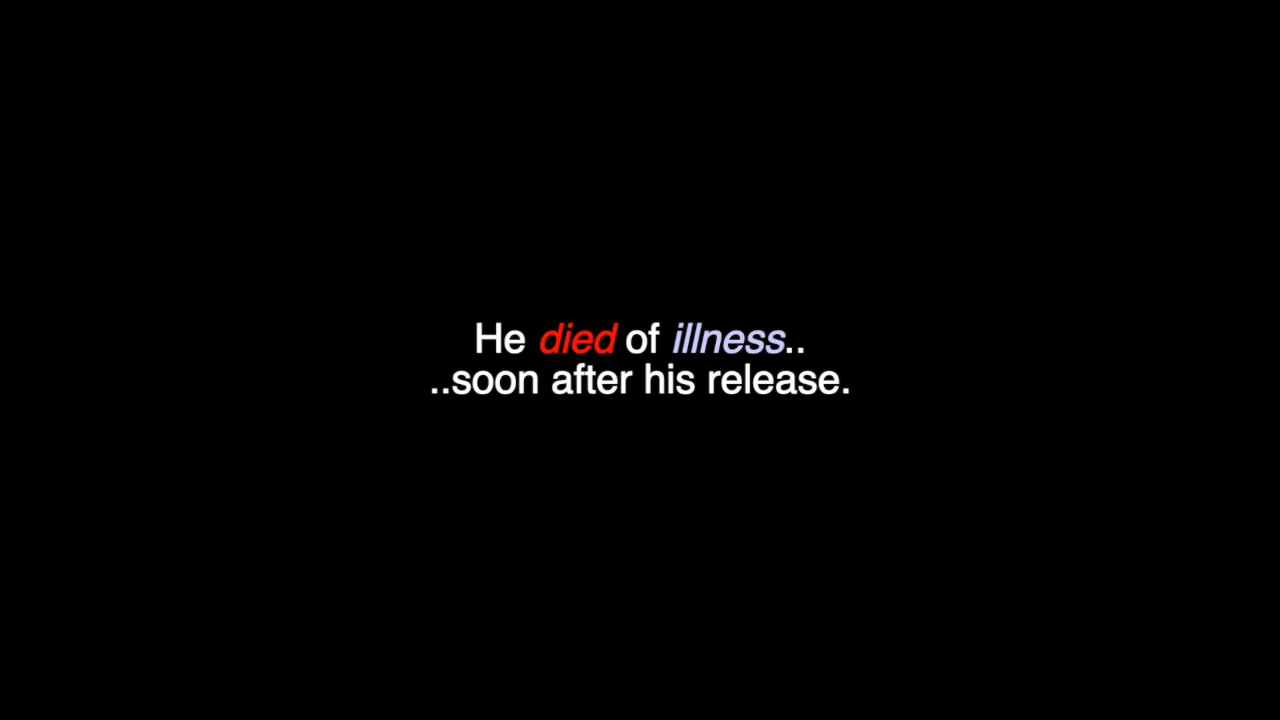 He died of illness..
..soon after his release.